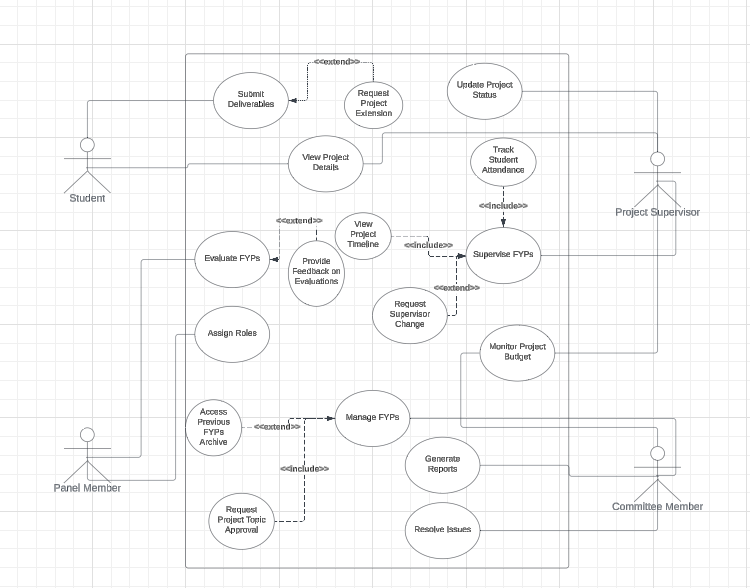 <<extend>>
Submit
Deliverables
Request
Project
Extension
Update Project
Status
View Project
Details
Track
Student
Attendance
Student
Project Supervisor
<<include>>
<<extend>>
View
Project
Timeline
<<include>>
Evaluate FYPs
Provide
Feedback on
Evaluations
Supervise FYPs
<<extend>>
Request
Supervisor
Change
Assign Roles
Monitor Project
Budget
Access
Previous
FYPs
Archive
<<extend>>
Manage FYPs
<<include>>
Generate
Reports
Panel Member
Committee Member
Request
Project Topic
Approval
Resolve Issues